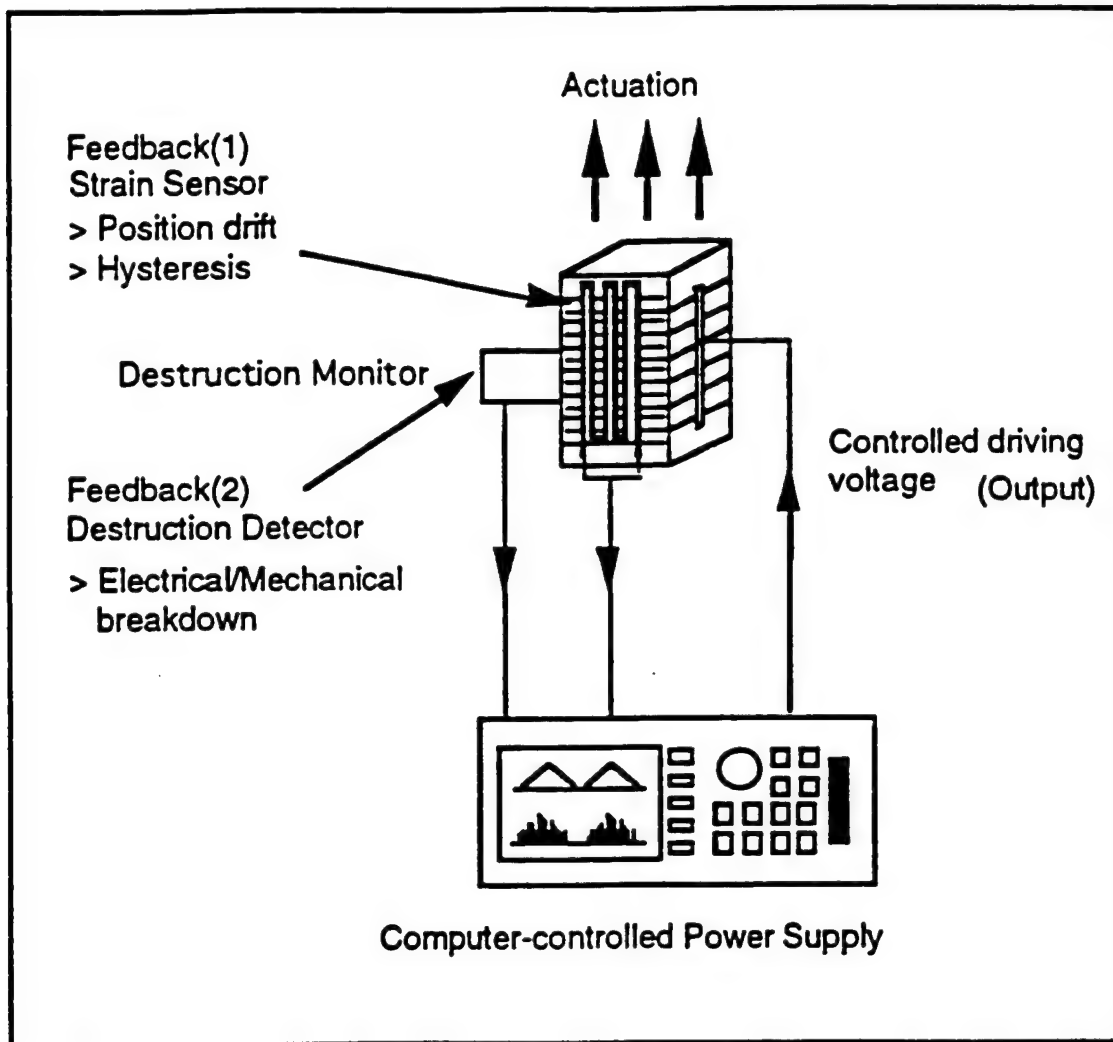 Actuation
Feedback(1)
Strain Sensor
> Position drift
> Hysteresis
Destruction Monitor
Controlled driving
voltage (Output)
Feedback(2)
Destruction Detector
> Electrical/Mechanical
breakdown
Computer-controlled Power Supply